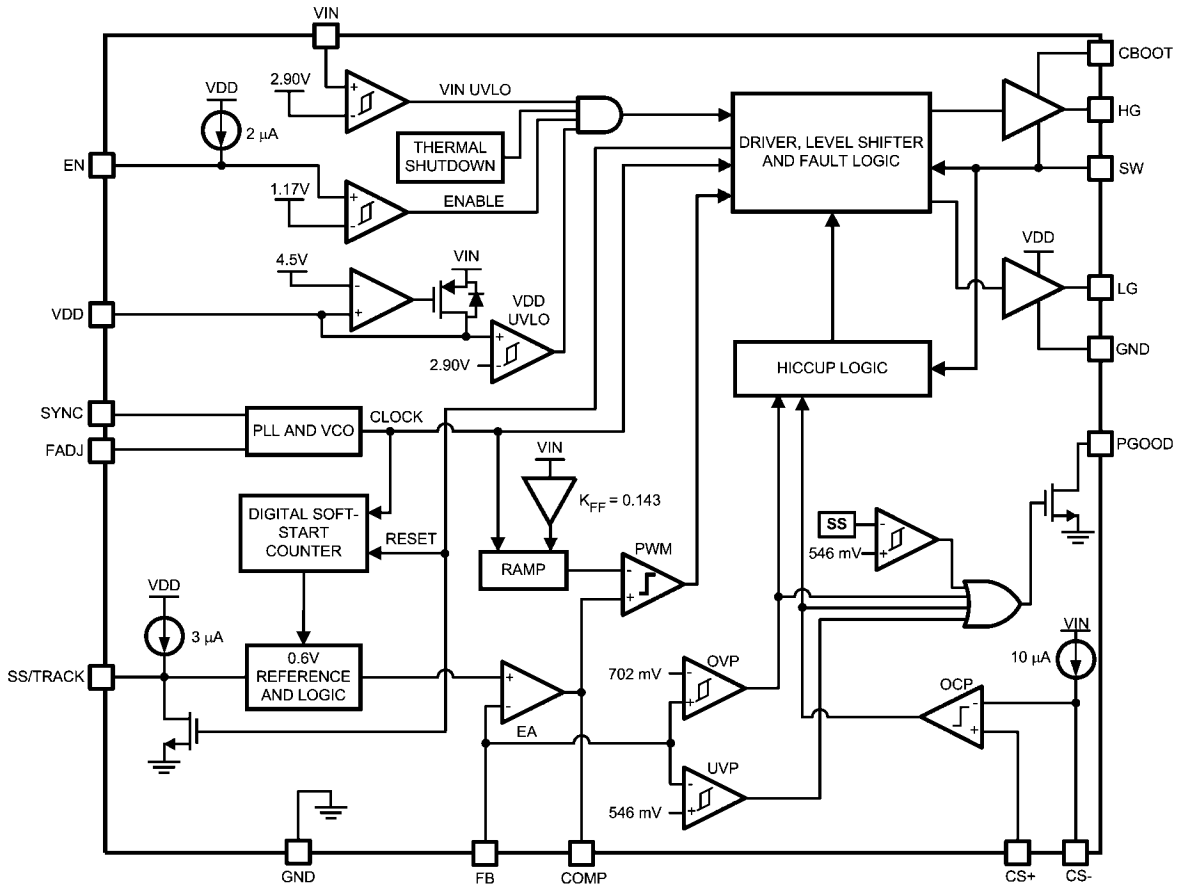 VIN
CBOOT
2.90V
VIN UVLO
VDD
2 μA
HG
THERMAL
SHUTDOWN
DRIVER, LEVEL SHIFTER
AND FAULT LOGIC
EN
SW
1.17V
ENABLE
VDD
4.5V
VIN
VDD
LG
VDD
UVLO
2.90V
GND
HICCUP LOGIC
SYNC
CLOCK
PLL AND VCO
FADJ
PGOOD
VIN
KFF = 0.143
DIGITAL SOFT-
START
COUNTER
RESET
SS
546 mV
PWM
RAMP
VDD
3 μA
VIN
10 μA
0.6V
REFERENCE
AND LOGIC
SS/TRACK
OVP
702 mV
OCP
EA
UVP
546 mV
GND
FB
COMP
CS+
CS-
+
-
+
-
-
+
+
-
-
+
-
+
+
-
-
+
-
+
-
+
-
+